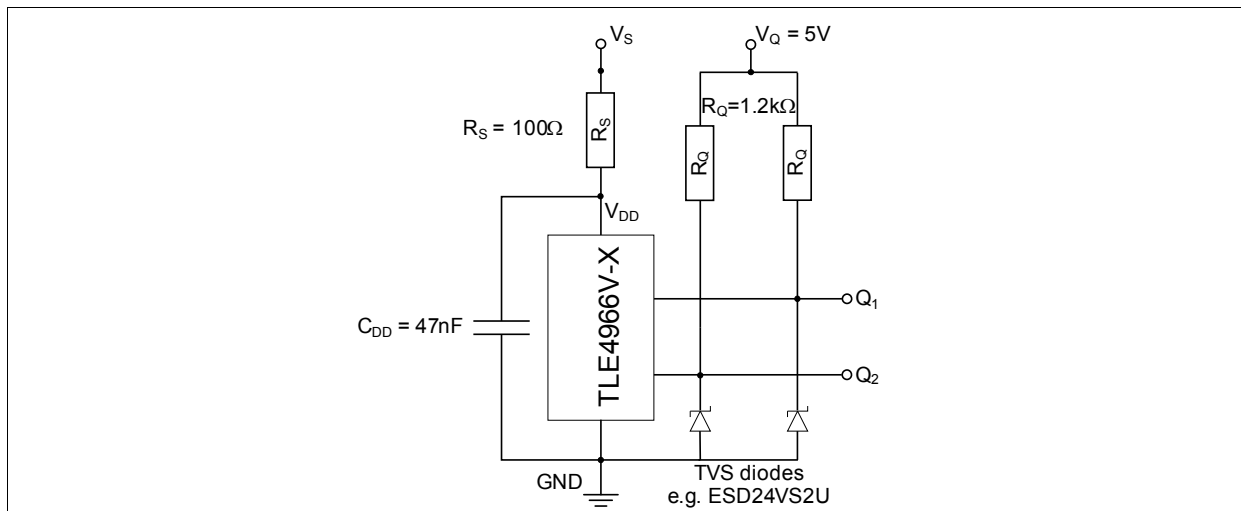 V_S
V_Q = 5V
R_S = 100Ω
R_S
R_Q=1.2kΩ
R_Q
R_Q
V_DD
TLE4966V-X
C_DD = 47nF
Q_1
Q_2
GND
TVS diodes
e.g. ESD24VS2U